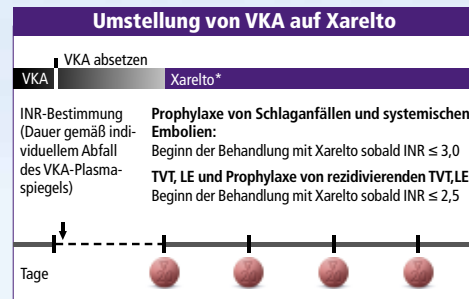 Umstellung von VKA auf Xarelto
VKA absetzen
VKA
Xarelto*
INR-Bestimmung
(Dauer gemäß indi-
viduellem Abfall
des VKA-Plasma-
spiegels)
Prophylaxe von Schlaganfällen und systemischen
Embolien:
Beginn der Behandlung mit Xarelto sobald INR ≤ 3,0
TVT, LE und Prophylaxe von rezidivierenden TVT,LE
Beginn der Behandlung mit Xarelto sobald INR ≤ 2,5
Tage